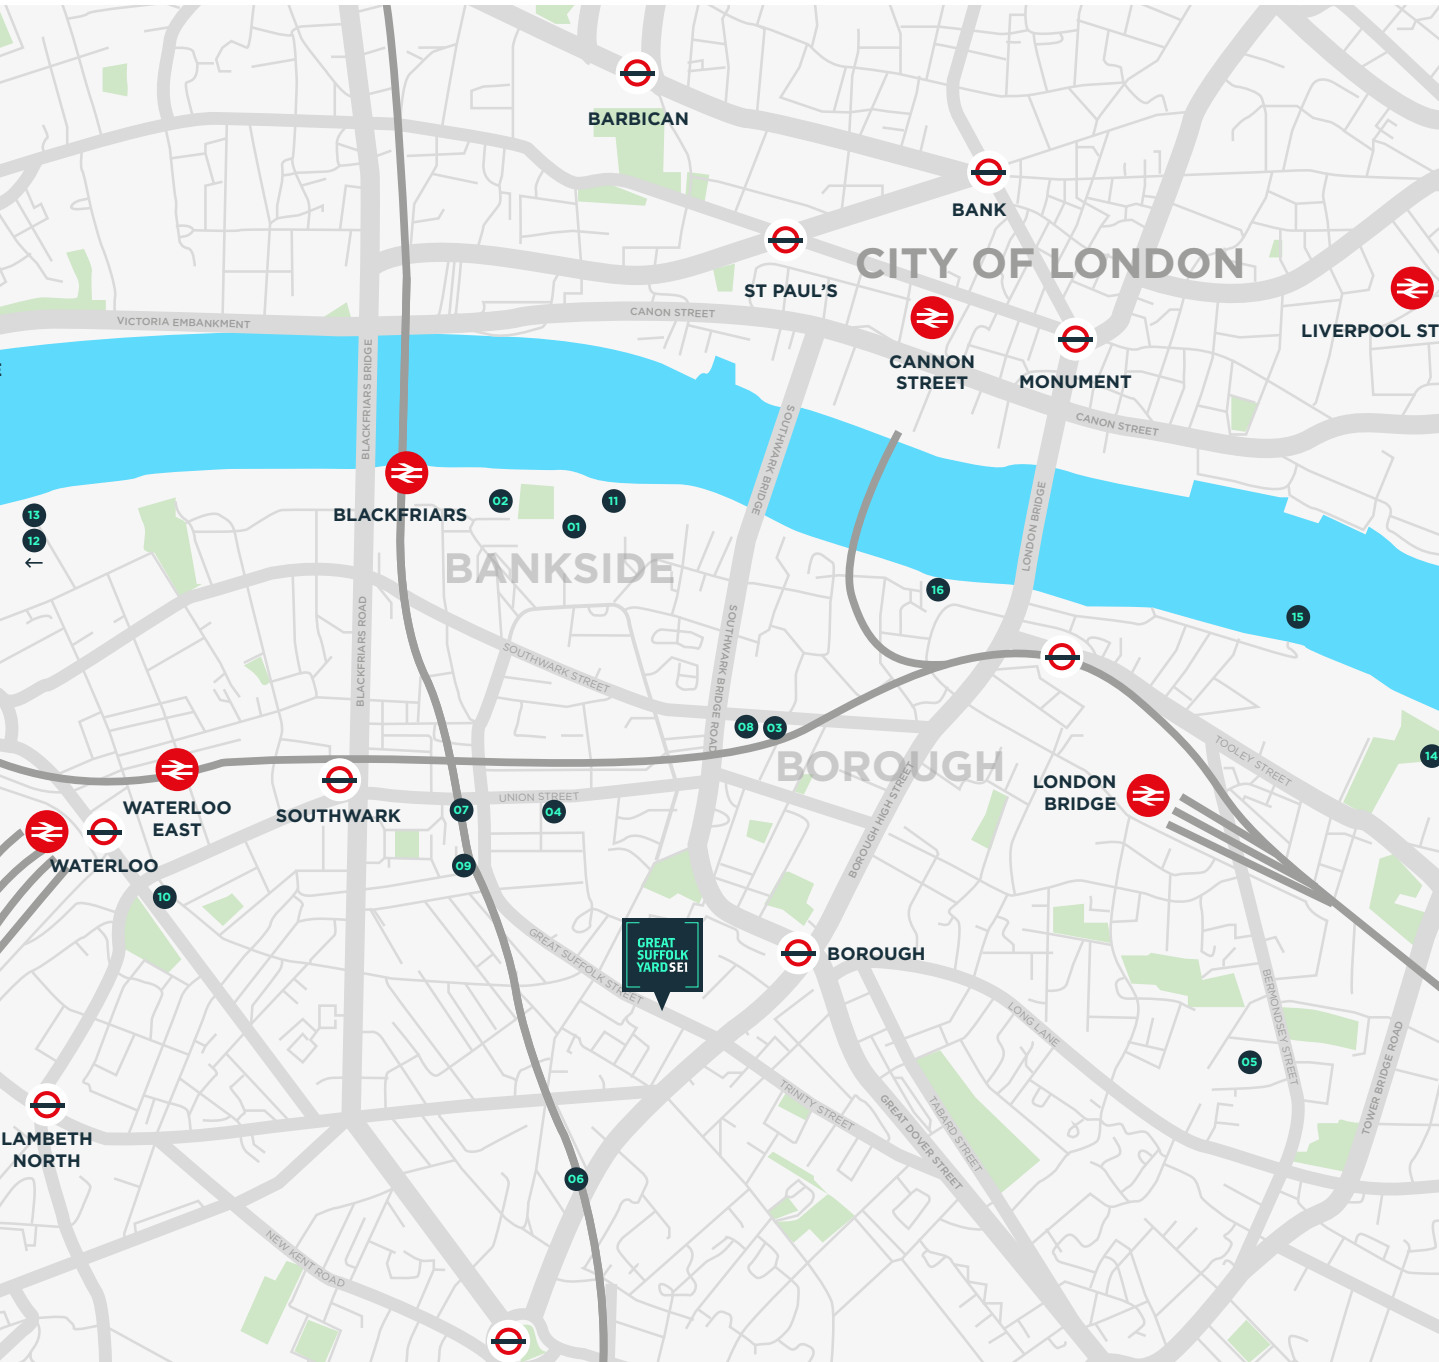 BARBICAN
BANK
CITY OF LONDON
ST PAUL'S
LIVERPOOL ST
VICTORIA EMBANKMENT
CANON STREET
CANNON
STREET
MONUMENT
E
BLACKFRIARS BRIDGE
SOUTHWARK BRIDGE
CANON STREET
LONDON BRIDGE
13
12
←
BLACKFRIARS
02
11
01
BANKSIDE
16
15
BLACKFRIARS ROAD
SOUTHWARK STREET
SOUTHWARK BRIDGE ROAD
08
03
BOROUGH
TOOLEY STREET
14
LONDON
BRIDGE
WATERLOO
EAST
SOUTHWARK
UNION STREET
07
04
BOROUGH HIGH STREET
WATERLOO
09
10
GREAT
SUFFOLK
YARDSE1
GREAT SUFFOLK STREET
BOROUGH
LONG LANE
BERMONDSEY STREET
TOWER BRIDGE ROAD
05
TRINITY STREET
GREAT DOVER STREET
TABARD STREET
LAMBETH
NORTH
06
NEW KENT ROAD